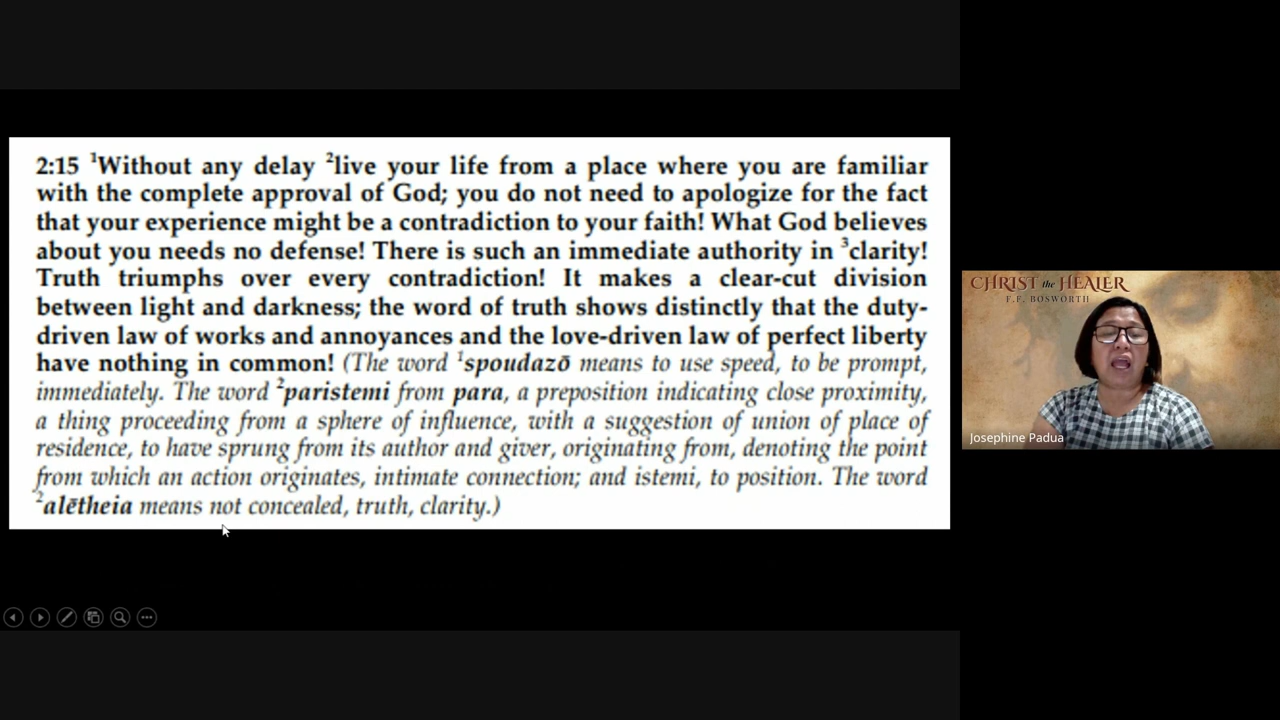 2:15 ¹Without any delay ²live your life from a place where you are familiar
with the complete approval of God; you do not need to apologize for the fact
that your experience might be a contradiction to your faith! What God believes
about you needs no defense! There is such an immediate authority in ³clarity!
Truth triumphs over every contradiction! It makes a clear-cut division
between light and darkness; the word of truth shows distinctly that the duty-
driven law of works and annoyances and the love-driven law of perfect liberty
have nothing in common! (The word ¹spoudazō means to use speed, to be prompt,
immediately. The word ²paristemi from para, a preposition indicating close proximity,
a thing proceeding from a sphere of influence, with a suggestion of union of place of
residence, to have sprung from its author and giver, originating from, denoting the point
from which an action originates, intimate connection; and istemi, to position. The word
²alētheia means not concealed, truth, clarity.)
CHRIST the HEALER
F.F. BOSWORTH
Josephine Padua